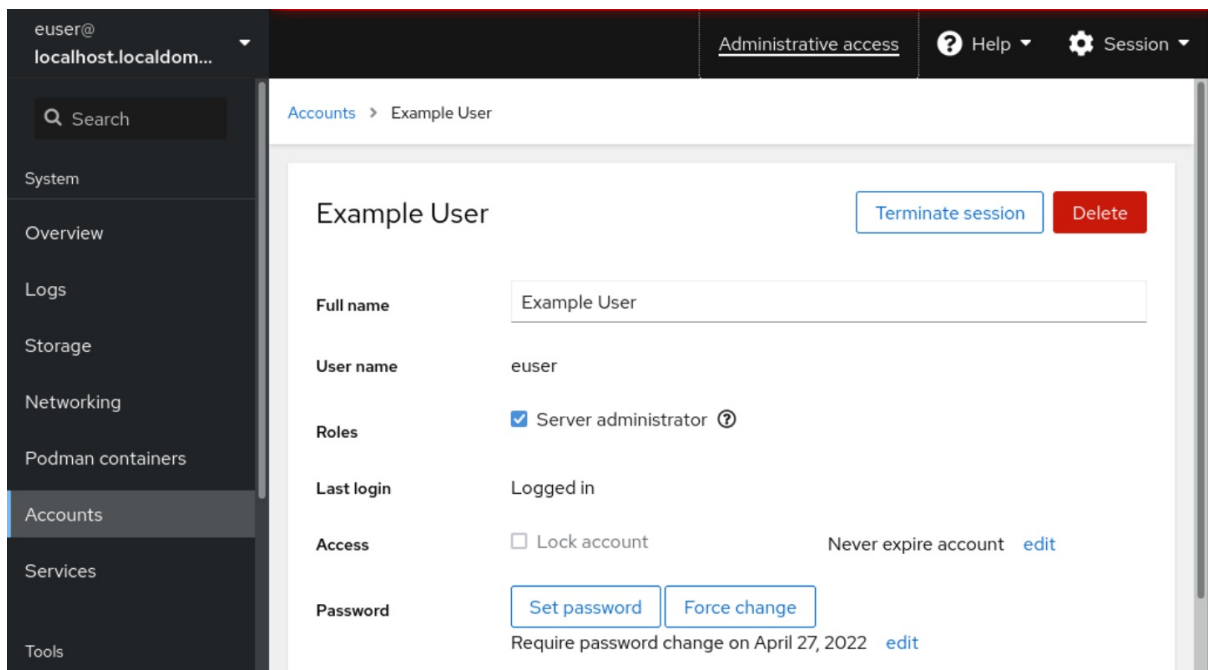 euser@
localhost.localdom...
Administrative access
Help
Session
Search
System
Overview
Logs
Storage
Networking
Podman containers
Accounts
Services
Tools
Accounts > Example User
Example User
Terminate session
Delete
Full name
Example User
User name
euser
Roles
Server administrator
Last login
Logged in
Access
Lock account
Never expire account edit
Password
Set password
Force change
Require password change on April 27, 2022 edit